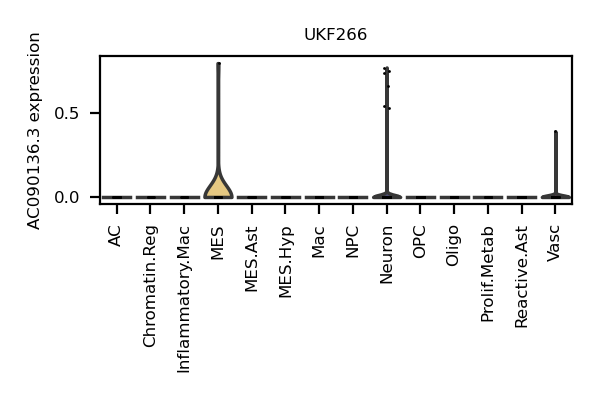 UKF266
AC090136.3 expression
0.5
0.0
AC
Chromatin.Reg
Inflammatory.Mac
MES
MES.Ast
MES.Hyp
Mac
NPC
Neuron
OPC
Oligo
Prolif.Metab
Reactive.Ast
Vasc